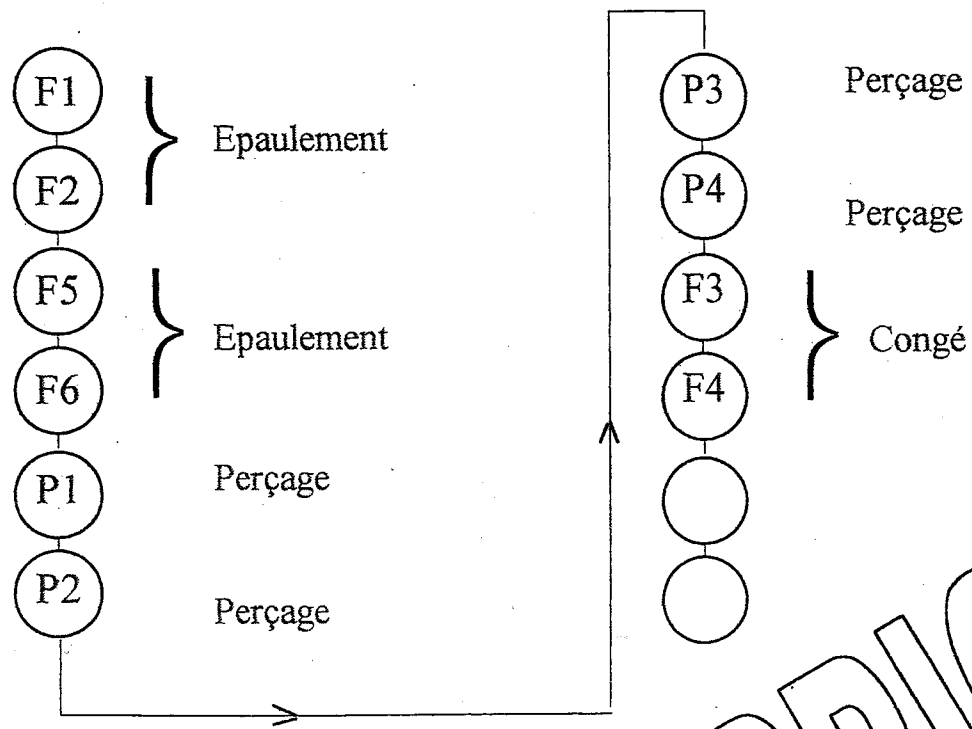 F1
F2
Epaulement
F5
F6
Epaulement
P1
Perçage
P2
Perçage
P3
Perçage
P4
Perçage
F3
F4
Congé